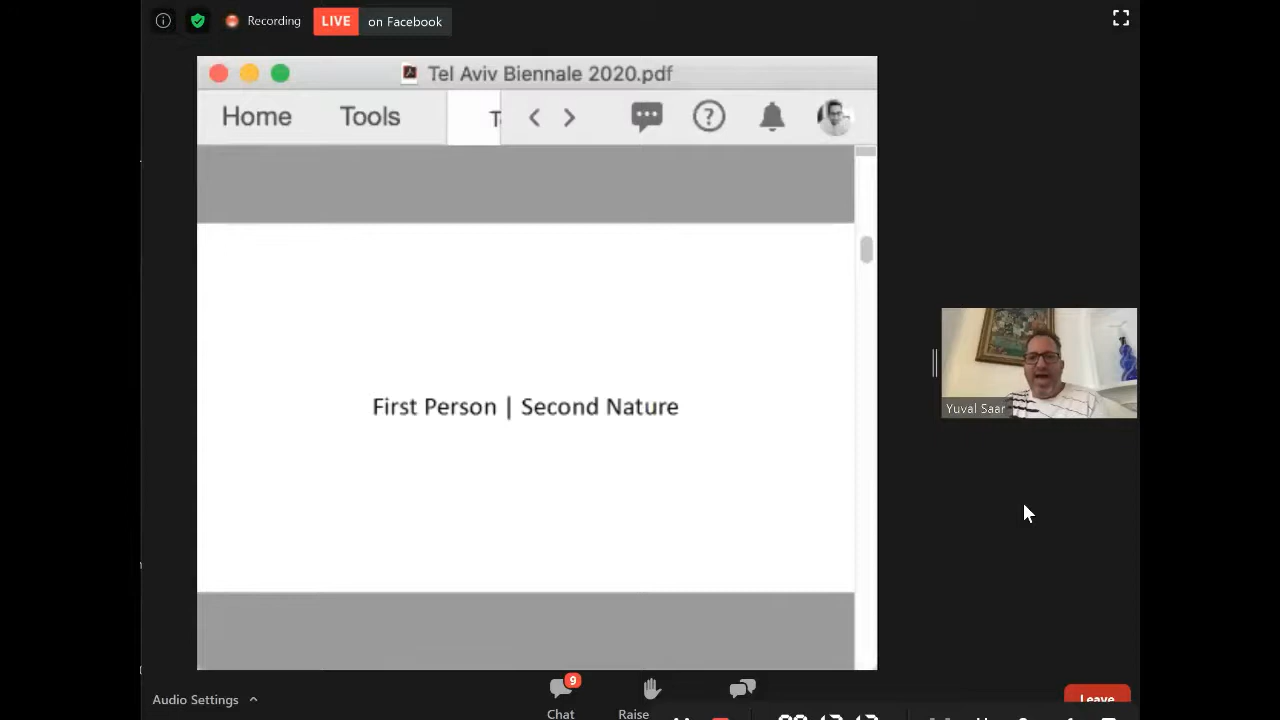 Recording
LIVE on Facebook
Tel Aviv Biennale 2020.pdf
Home Tools
First Person | Second Nature
Yuval Saar
Audio Settings
9
Chat
Raise
Leave